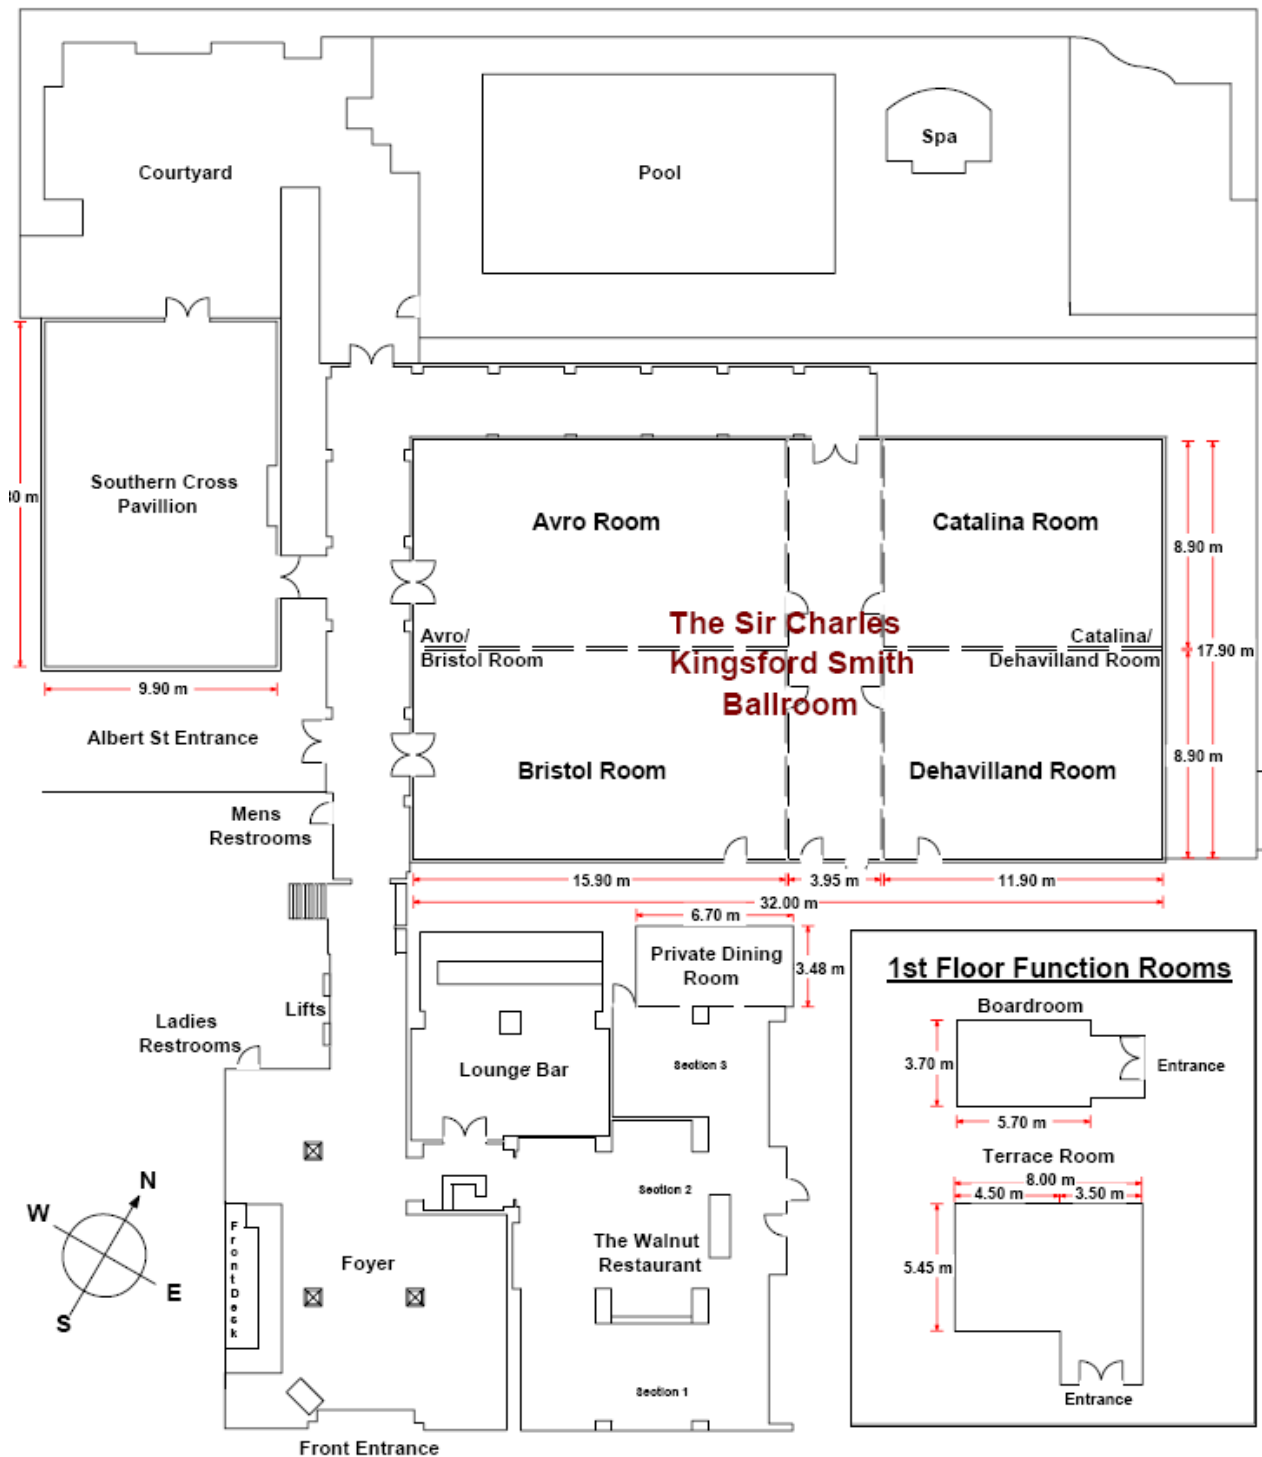 Courtyard
Pool
Spa
Southern Cross
Pavillion
0 m
9.90 m
Albert St Entrance
Avro Room
Catalina Room
8.90 m
The Sir Charles
Kingsford Smith
Ballroom
Avro/
Bristol Room
Catalina/
Dehavilland Room
17.90 m
8.90 m
Bristol Room
Dehavilland Room
Mens
Restrooms
15.90 m
3.95 m
11.90 m
32.00 m
6.70 m
Private Dining
Room
3.48 m
Lifts
Ladies
Restrooms
Lounge Bar
Section 3
Section 2
The Walnut
Restaurant
Section 1
Foyer
Front Desk
Front Entrance
N
W
E
S
1st Floor Function Rooms
Boardroom
3.70 m
Entrance
5.70 m
Terrace Room
8.00 m
4.50 m
3.50 m
5.45 m
Entrance